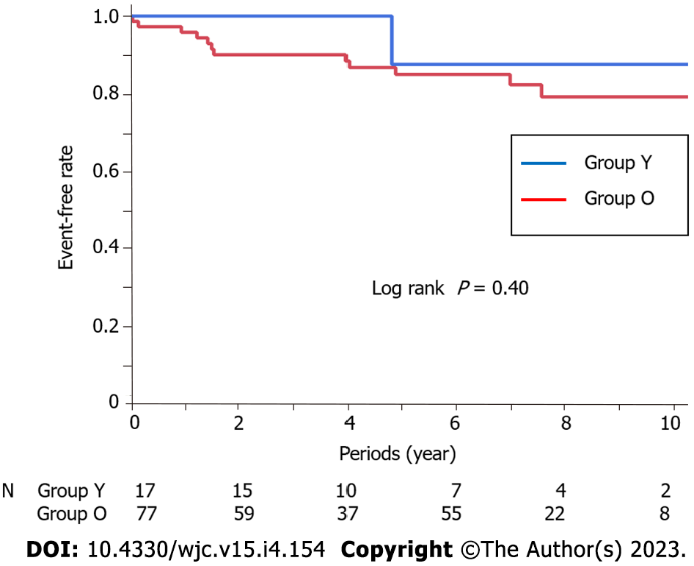 1.0
0.8
0.6
0.4
0.2
0
Event-free rate
Group Y
Group O
Log rank P = 0.40
0 2 4 6 8 10
Periods (year)
N Group Y 17 15 10 7 4 2
Group O 77 59 37 55 22 8
DOI: 10.4330/wjc.v15.i4.154 Copyright ©The Author(s) 2023.